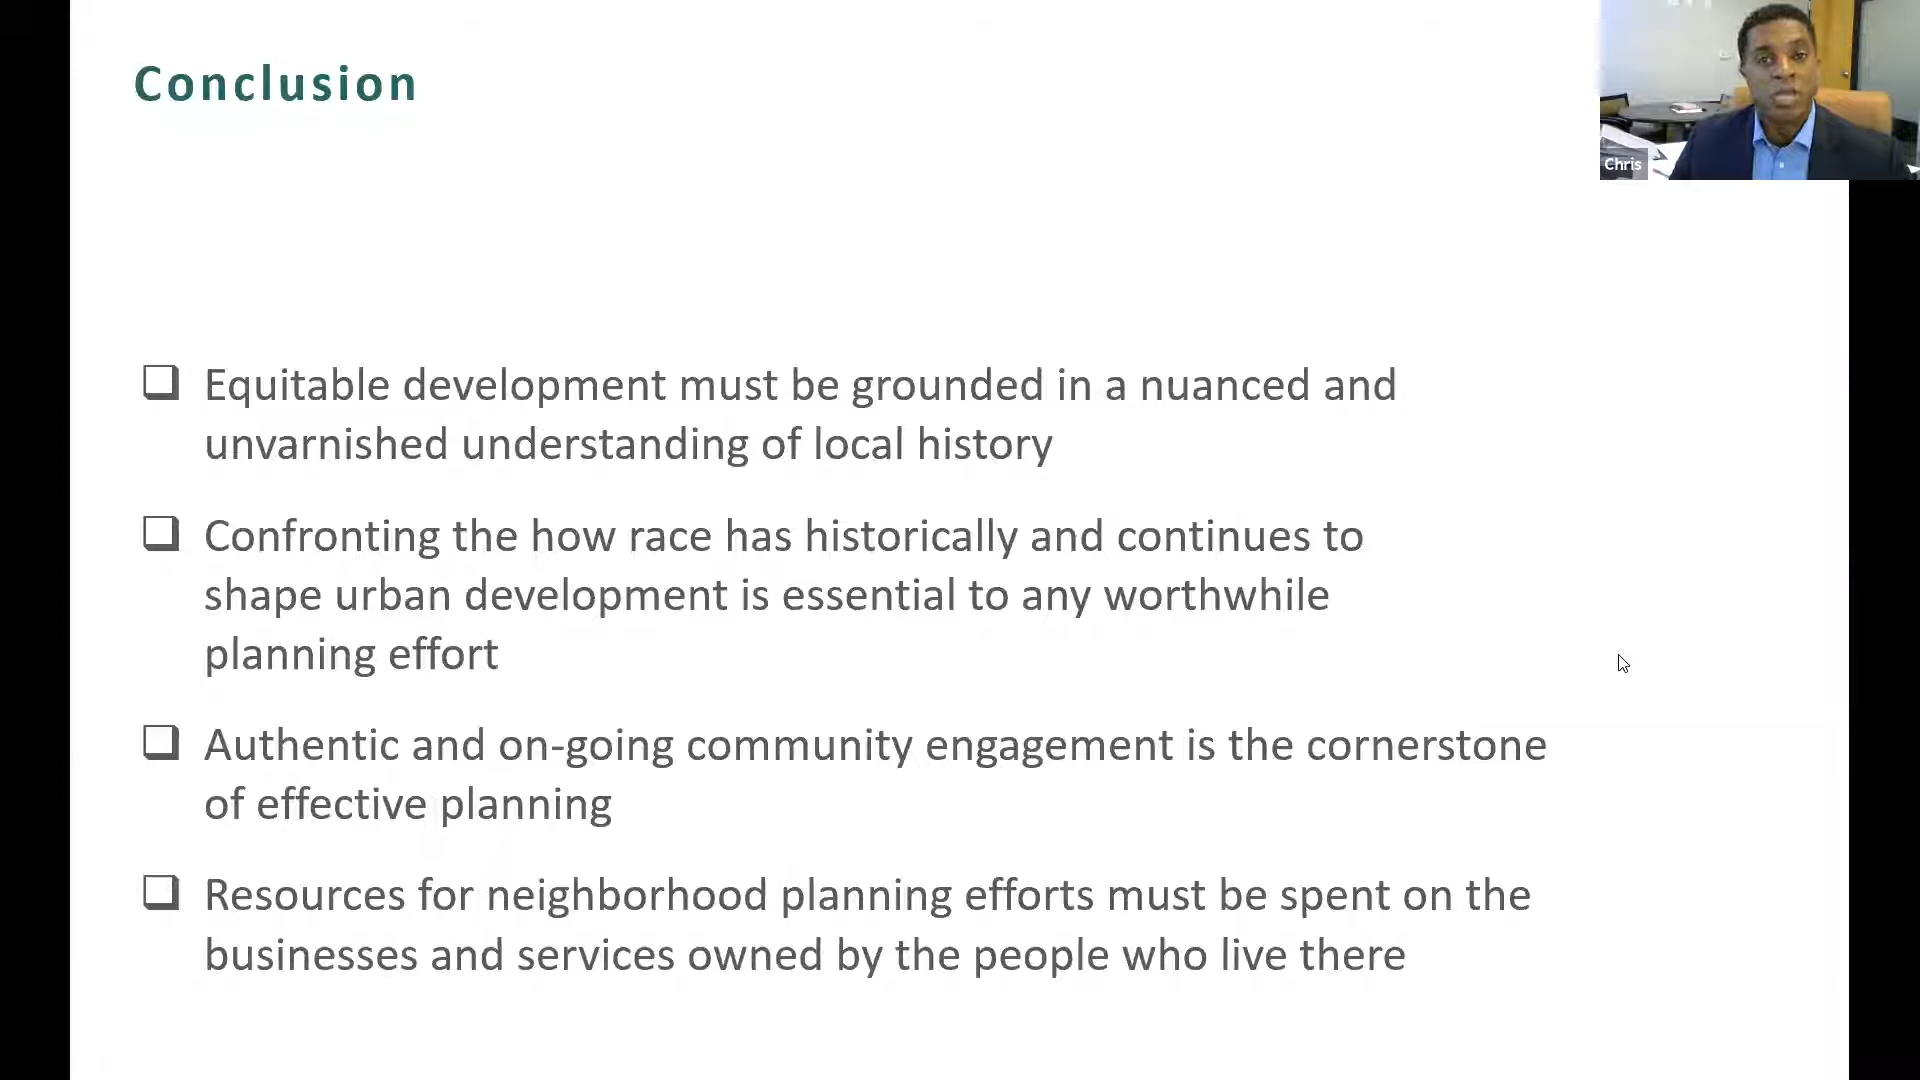 Conclusion
Chris
Equitable development must be grounded in a nuanced and
unvarnished understanding of local history
Confronting the how race has historically and continues to
shape urban development is essential to any worthwhile
planning effort
Authentic and on-going community engagement is the cornerstone
of effective planning
Resources for neighborhood planning efforts must be spent on the
businesses and services owned by the people who live there